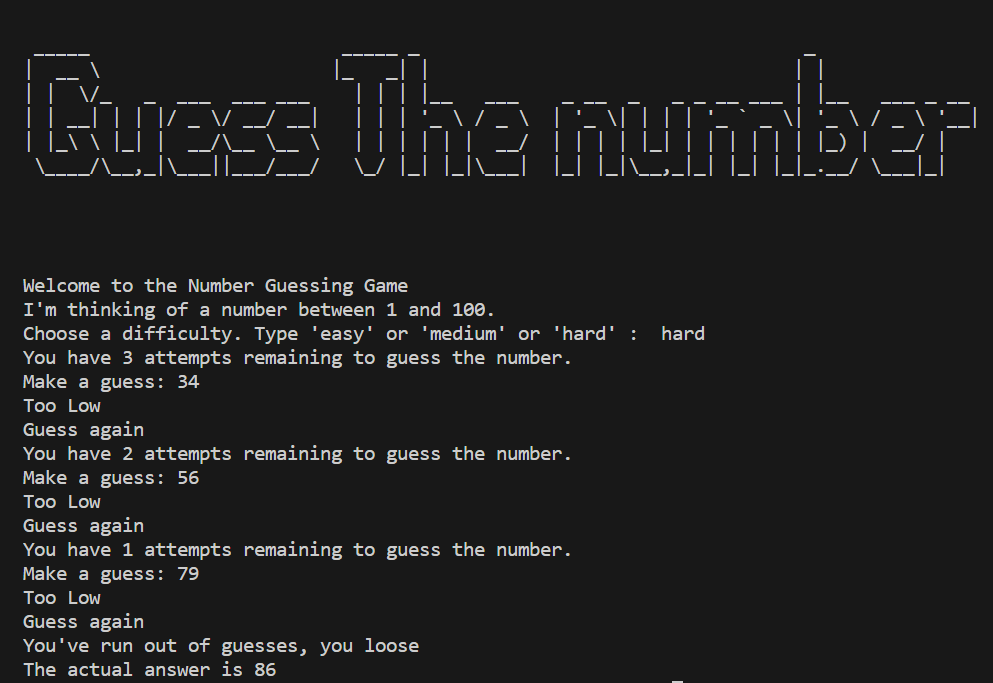 Guess The number
Welcome to the Number Guessing Game
I'm thinking of a number between 1 and 100.
Choose a difficulty. Type 'easy' or 'medium' or 'hard' :  hard
You have 3 attempts remaining to guess the number.
Make a guess: 34
Too Low
Guess again
You have 2 attempts remaining to guess the number.
Make a guess: 56
Too Low
Guess again
You have 1 attempts remaining to guess the number.
Make a guess: 79
Too Low
Guess again
You've run out of guesses, you loose
The actual answer is 86